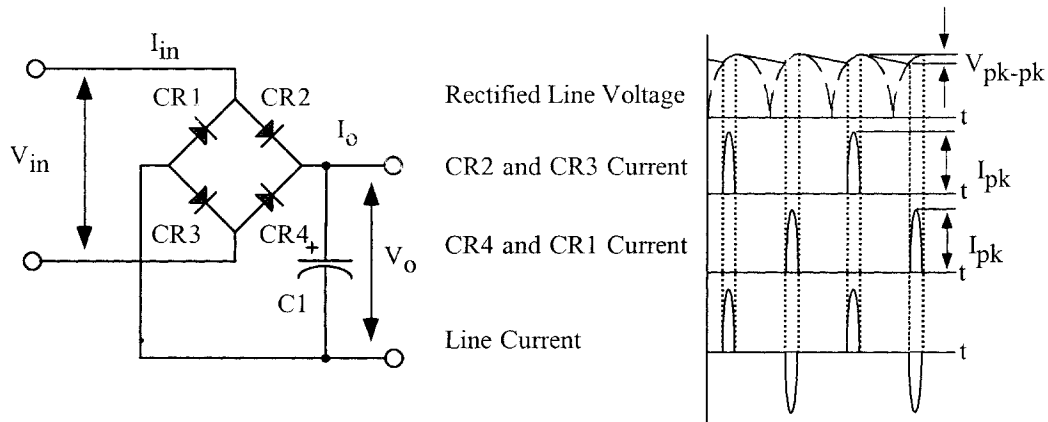 I_in
CR1 CR2
V_in
I_o
CR3 CR4
+
C1
V_o
Rectified Line Voltage
V_pk-pk
t
CR2 and CR3 Current
t
I_pk
CR4 and CR1 Current
t
I_pk
Line Current
t